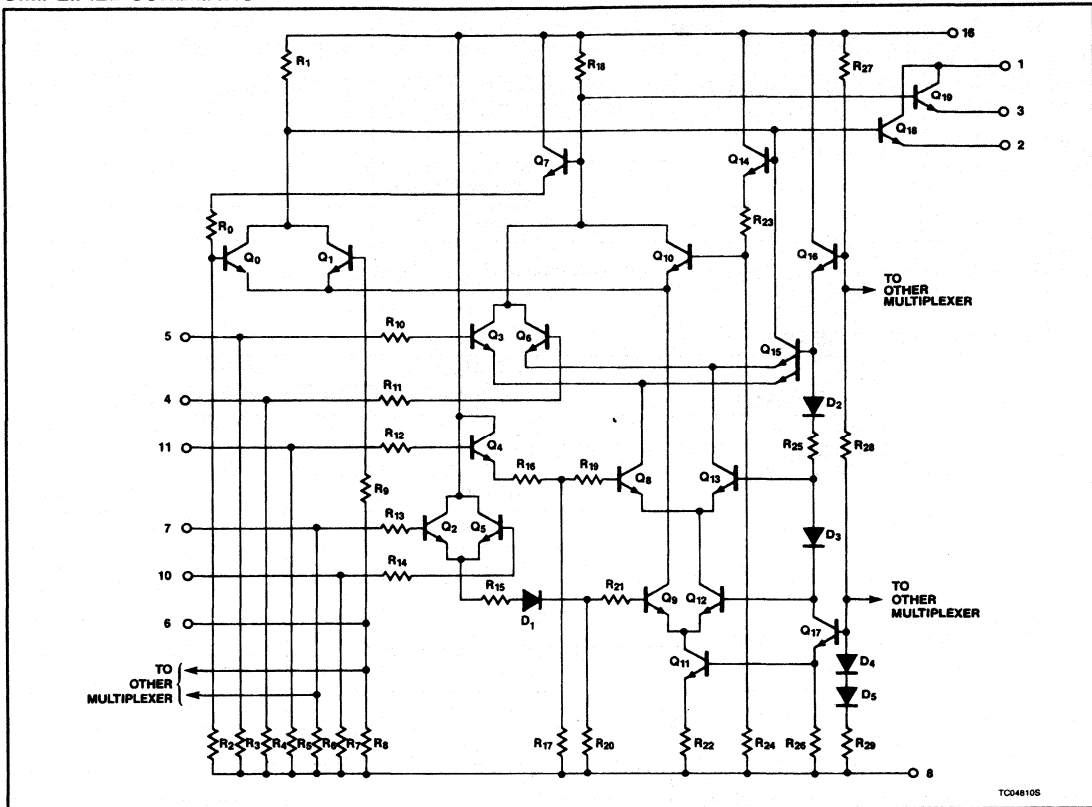 16
R1
R18
R27
1
Q19
3
Q18
2
Q7
Q14
R0
R23
Q0
Q1
Q10
Q16
TO
OTHER
MULTIPLEXER
R10
5
Q3
Q6
Q15
R11
4
D2
R12
11
Q4
R25
R28
R16
R19
Q8
Q13
R9
R13
7
Q2
Q5
D3
R14
10
R15
R21
TO
OTHER
MULTIPLEXER
D1
Q9
Q12
6
Q17
Q11
D4
TO
OTHER
MULTIPLEXER
D5
R2
R3
R4
R5
R6
R7
R8
R17
R20
R22
R24
R26
R29
8
TC04810S